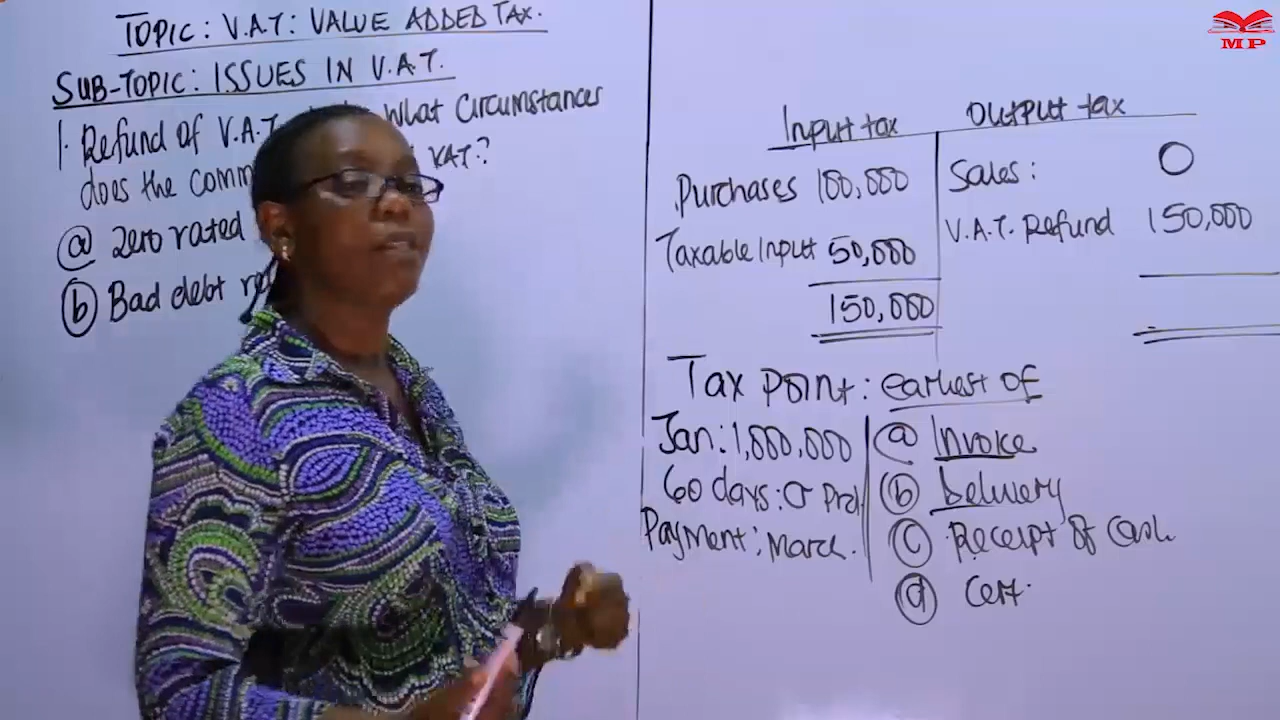 TOPIC: V.A.T: VALUE ADDED TAX.
SUB-TOPIC: ISSUES IN V.A.T.
1. Refund of V.A.T. What Circumstances
does the VAT?
(a) Zero rated
(b) Bad debt
Input tax
Purchases 100,000
Taxable Input 50,000
150,000
Output tax
Sales: 0
V.A.T. Refund 150,000
Tax Point: earliest of
Jan: 1,000,000
60 days: Cr Prd
Payment: March.
(a) Invoice
(b) Delivery
(c) Receipt of Cash
(d) Cert.
MP